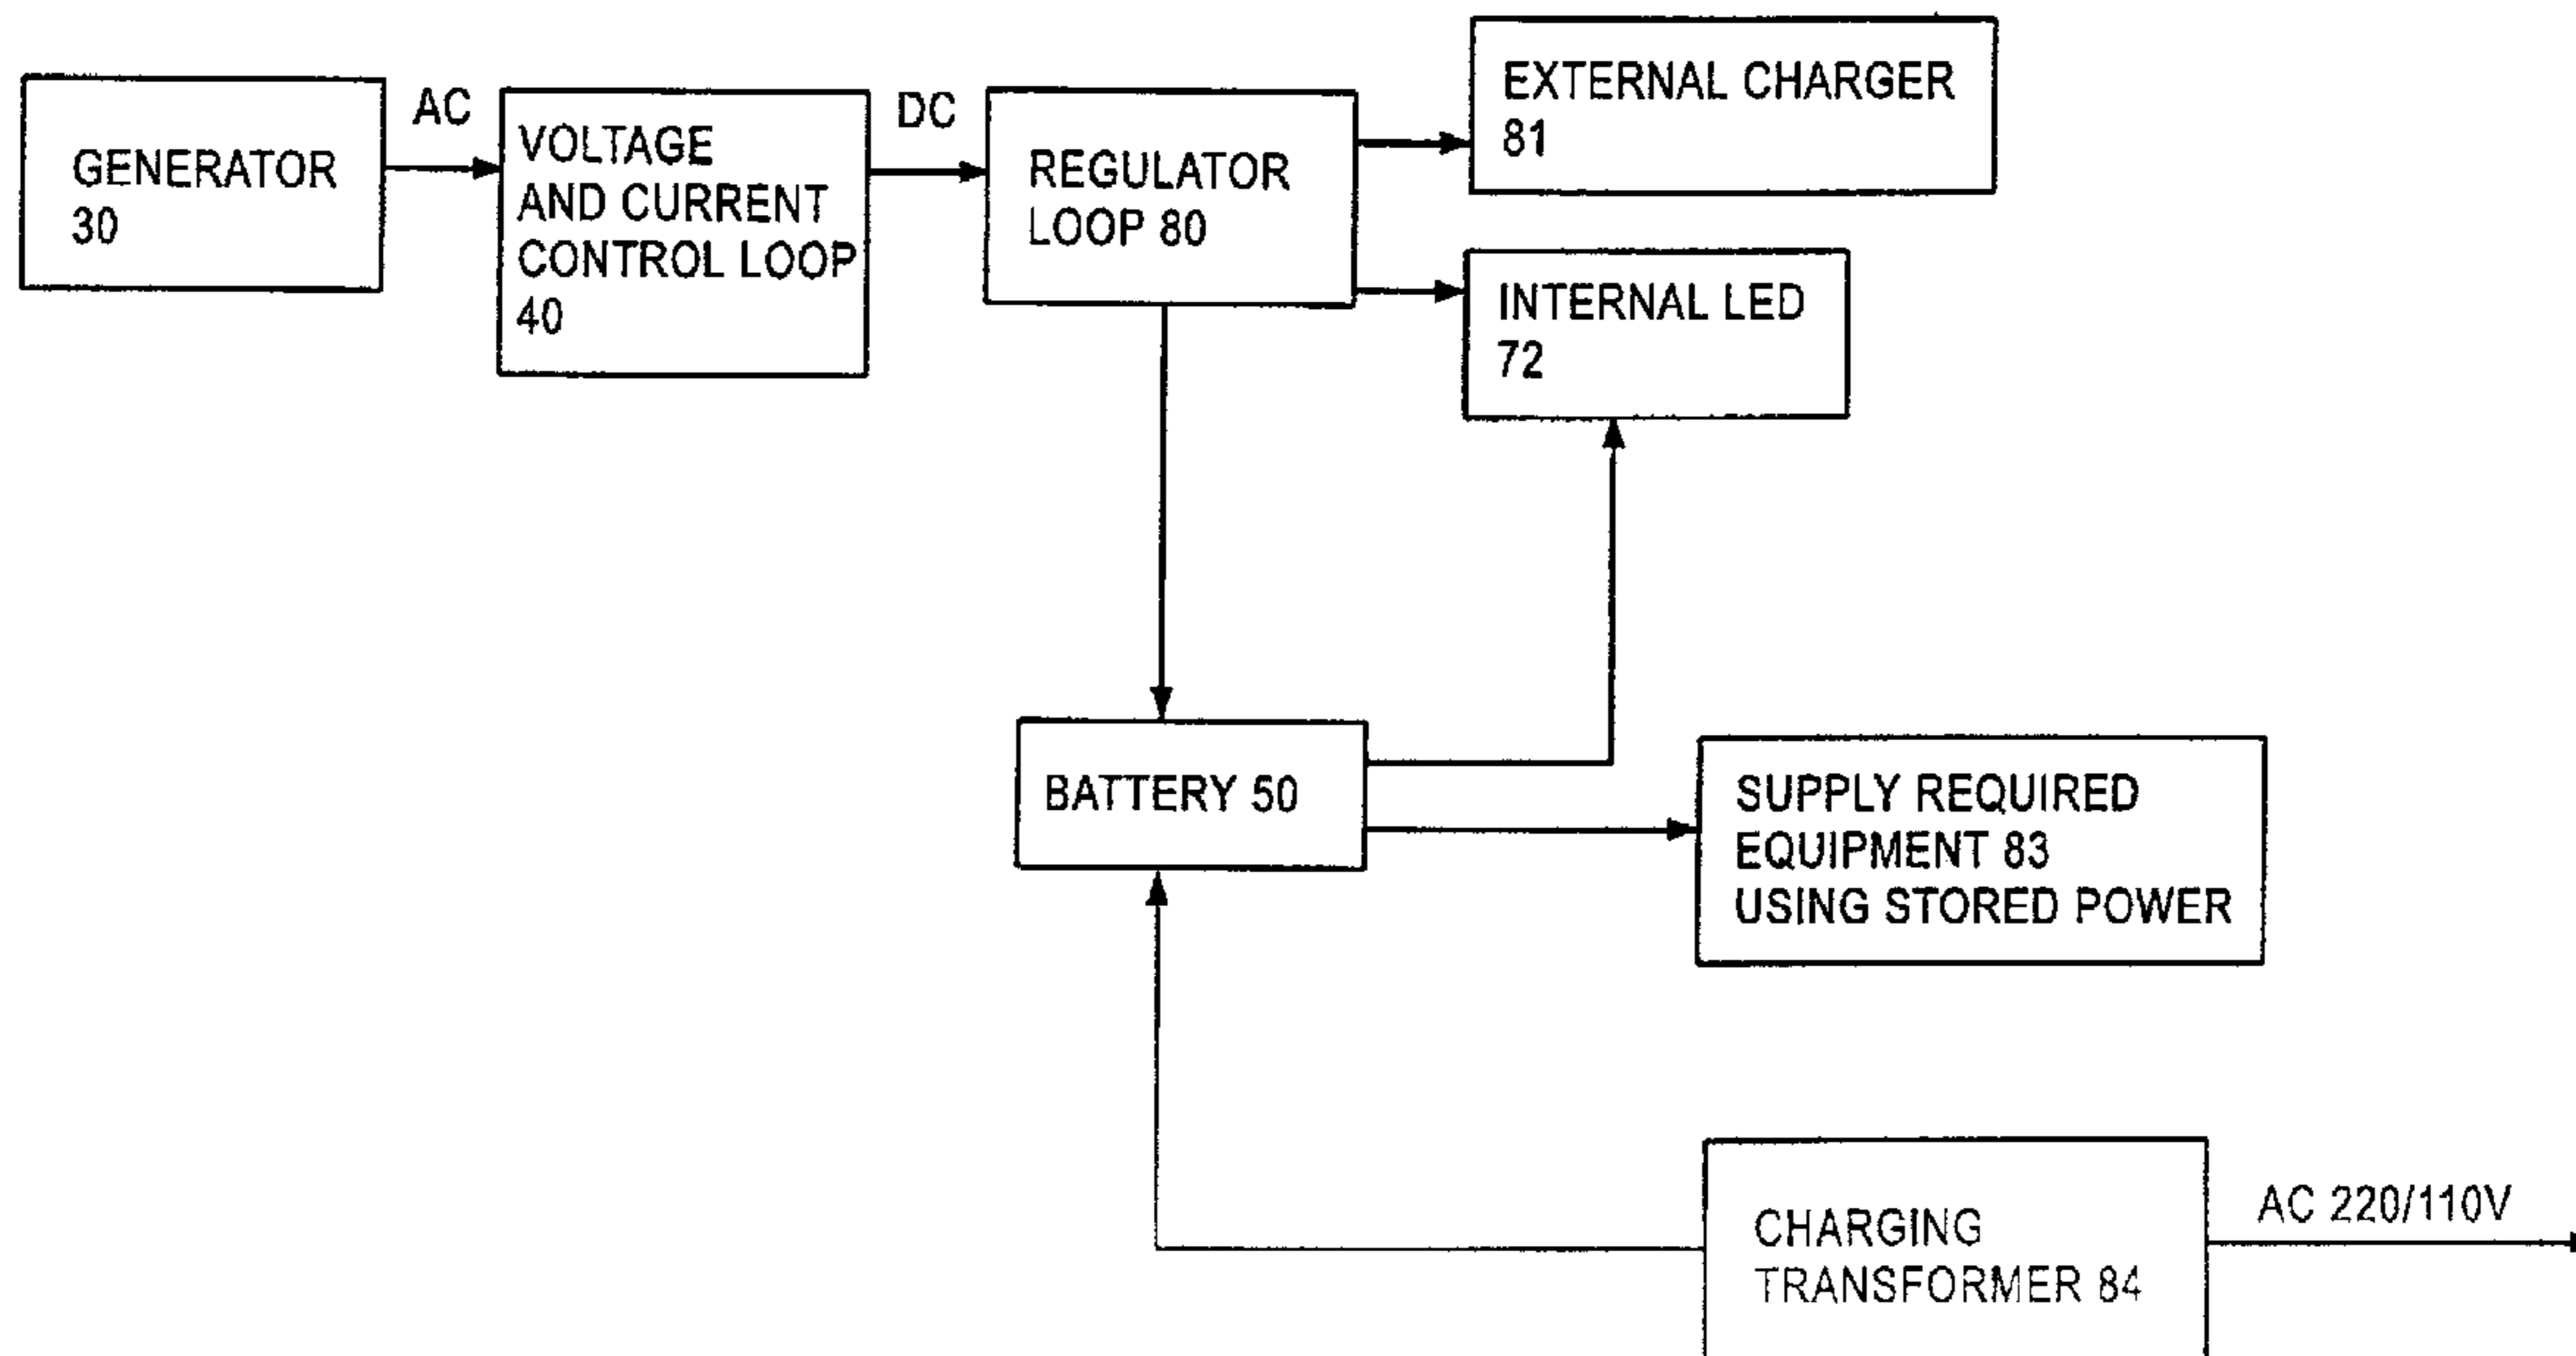 GENERATOR
30
AC
VOLTAGE
AND CURRENT
CONTROL LOOP
40
DC
REGULATOR
LOOP 80
EXTERNAL CHARGER
81
INTERNAL LED
72
BATTERY 50
SUPPLY REQUIRED
EQUIPMENT 83
USING STORED POWER
CHARGING
TRANSFORMER 84
AC 220/110V